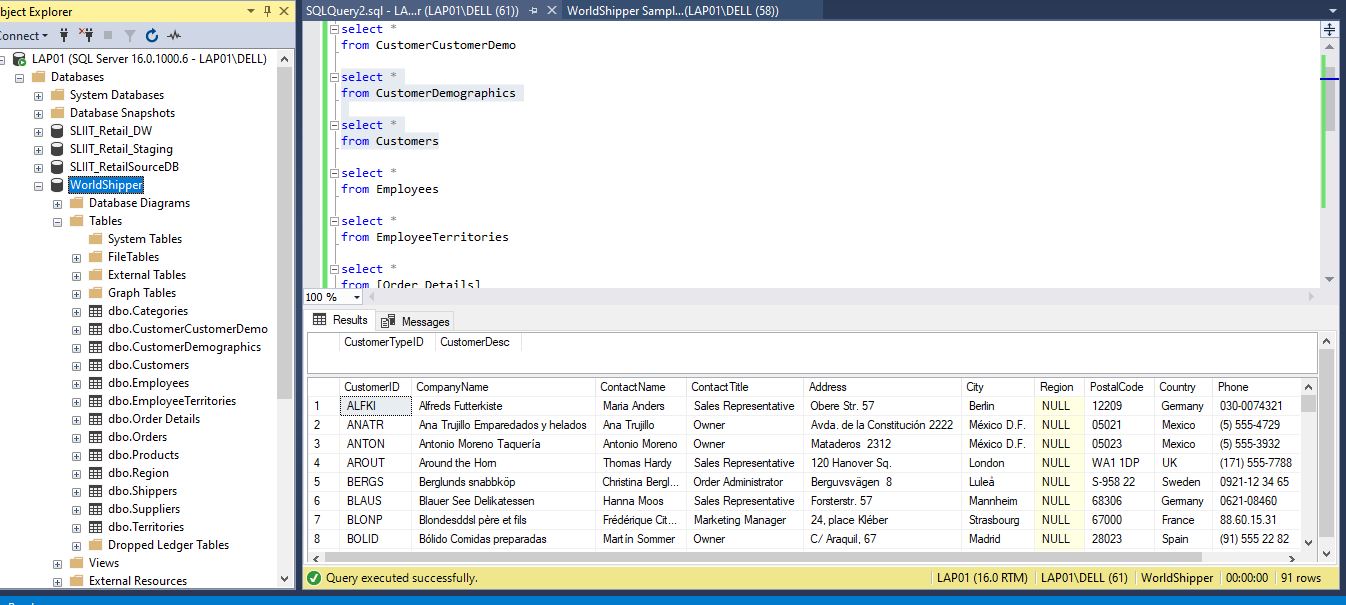 bject Explorer
onnect
LAP01 (SQL Server 16.0.1000.6 - LAP01\DELL)
Databases
System Databases
Database Snapshots
SLIIT_Retail_DW
SLIIT_Retail_Staging
SLIIT_RetailSourceDB
WorldShipper
Database Diagrams
Tables
System Tables
FileTables
External Tables
Graph Tables
dbo.Categories
dbo.CustomerCustomerDemo
dbo.CustomerDemographics
dbo.Customers
dbo.Employees
dbo.EmployeeTerritories
dbo.Order Details
dbo.Orders
dbo.Products
dbo.Region
dbo.Shippers
dbo.Suppliers
dbo.Territories
Dropped Ledger Tables
Views
External Resources
SQLQuery2.sql - LA...r (LAP01\DELL (61)) WorldShipper Sampl...(LAP01\DELL (58))
select *
from CustomerCustomerDemo
select *
from CustomerDemographics
select *
from Customers
select *
from Employees
select *
from EmployeeTerritories
select *
from [Order Details]
100 %
Results Messages
CustomerTypeID CustomerDesc
CustomerID CompanyName ContactName ContactTitle Address City Region PostalCode Country Phone
1 ALFKI Alfreds Futterkiste Maria Anders Sales Representative Obere Str. 57 Berlin NULL 12209 Germany 030-0074321
2 ANATR Ana Trujillo Emparedados y helados Ana Trujillo Owner Avda. de la Constitución 2222 México D.F. NULL 05021 Mexico (5) 555-4729
3 ANTON Antonio Moreno Taquería Antonio Moreno Owner Mataderos 2312 México D.F. NULL 05023 Mexico (5) 555-3932
4 AROUT Around the Horn Thomas Hardy Sales Representative 120 Hanover Sq. London NULL WA1 1DP UK (171) 555-7788
5 BERGS Berglunds snabbköp Christina Bergl... Order Administrator Berguvsvägen 8 Luleå NULL S-958 22 Sweden 0921-12 34 65
6 BLAUS Blauer See Delikatessen Hanna Moos Sales Representative Forsterstr. 57 Mannheim NULL 68306 Germany 0621-08460
7 BLONP Blondesddsl père et fils Frédérique Cit... Marketing Manager 24, place Kléber Strasbourg NULL 67000 France 88.60.15.31
8 BOLID Bólido Comidas preparadas Martín Sommer Owner C/ Araquil, 67 Madrid NULL 28023 Spain (91) 555 22 82
Query executed successfully. LAP01 (16.0 RTM) LAP01\DELL (61) WorldShipper 00:00:00 91 rows